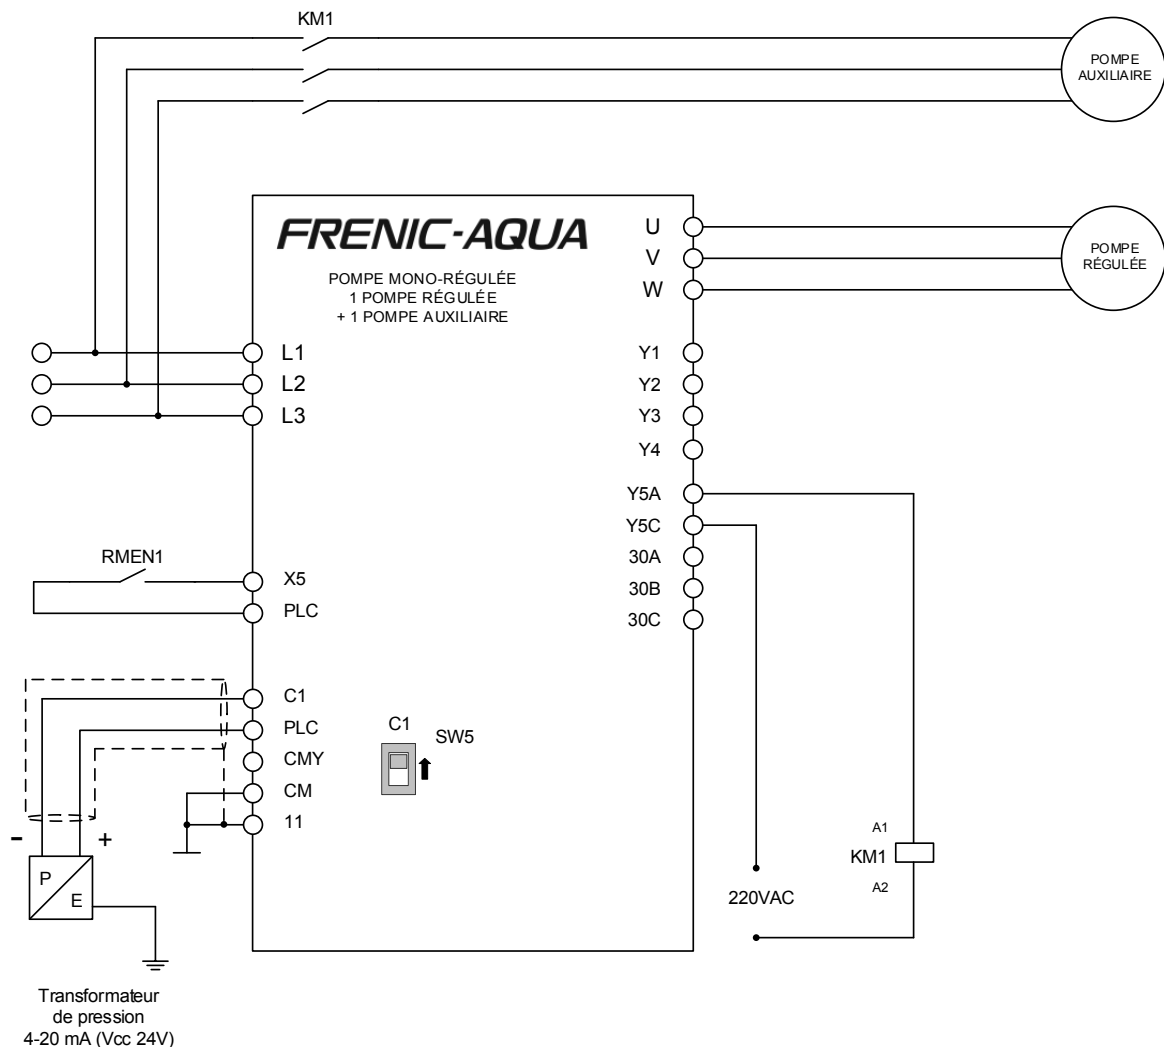 KM1
POMPE
AUXILIAIRE
FRENIC-AQUA
POMPE MONO-RÉGULÉE
1 POMPE RÉGULÉE
+ 1 POMPE AUXILIAIRE
U
V
W
POMPE
RÉGULÉE
L1
L2
L3
Y1
Y2
Y3
Y4
Y5A
Y5C
30A
30B
30C
RMEN1
X5
PLC
C1
PLC
CMY
CM
11
C1
SW5
- +
P
E
A1
KM1
A2
220VAC
Transformateur
de pression
4-20 mA (Vcc 24V)